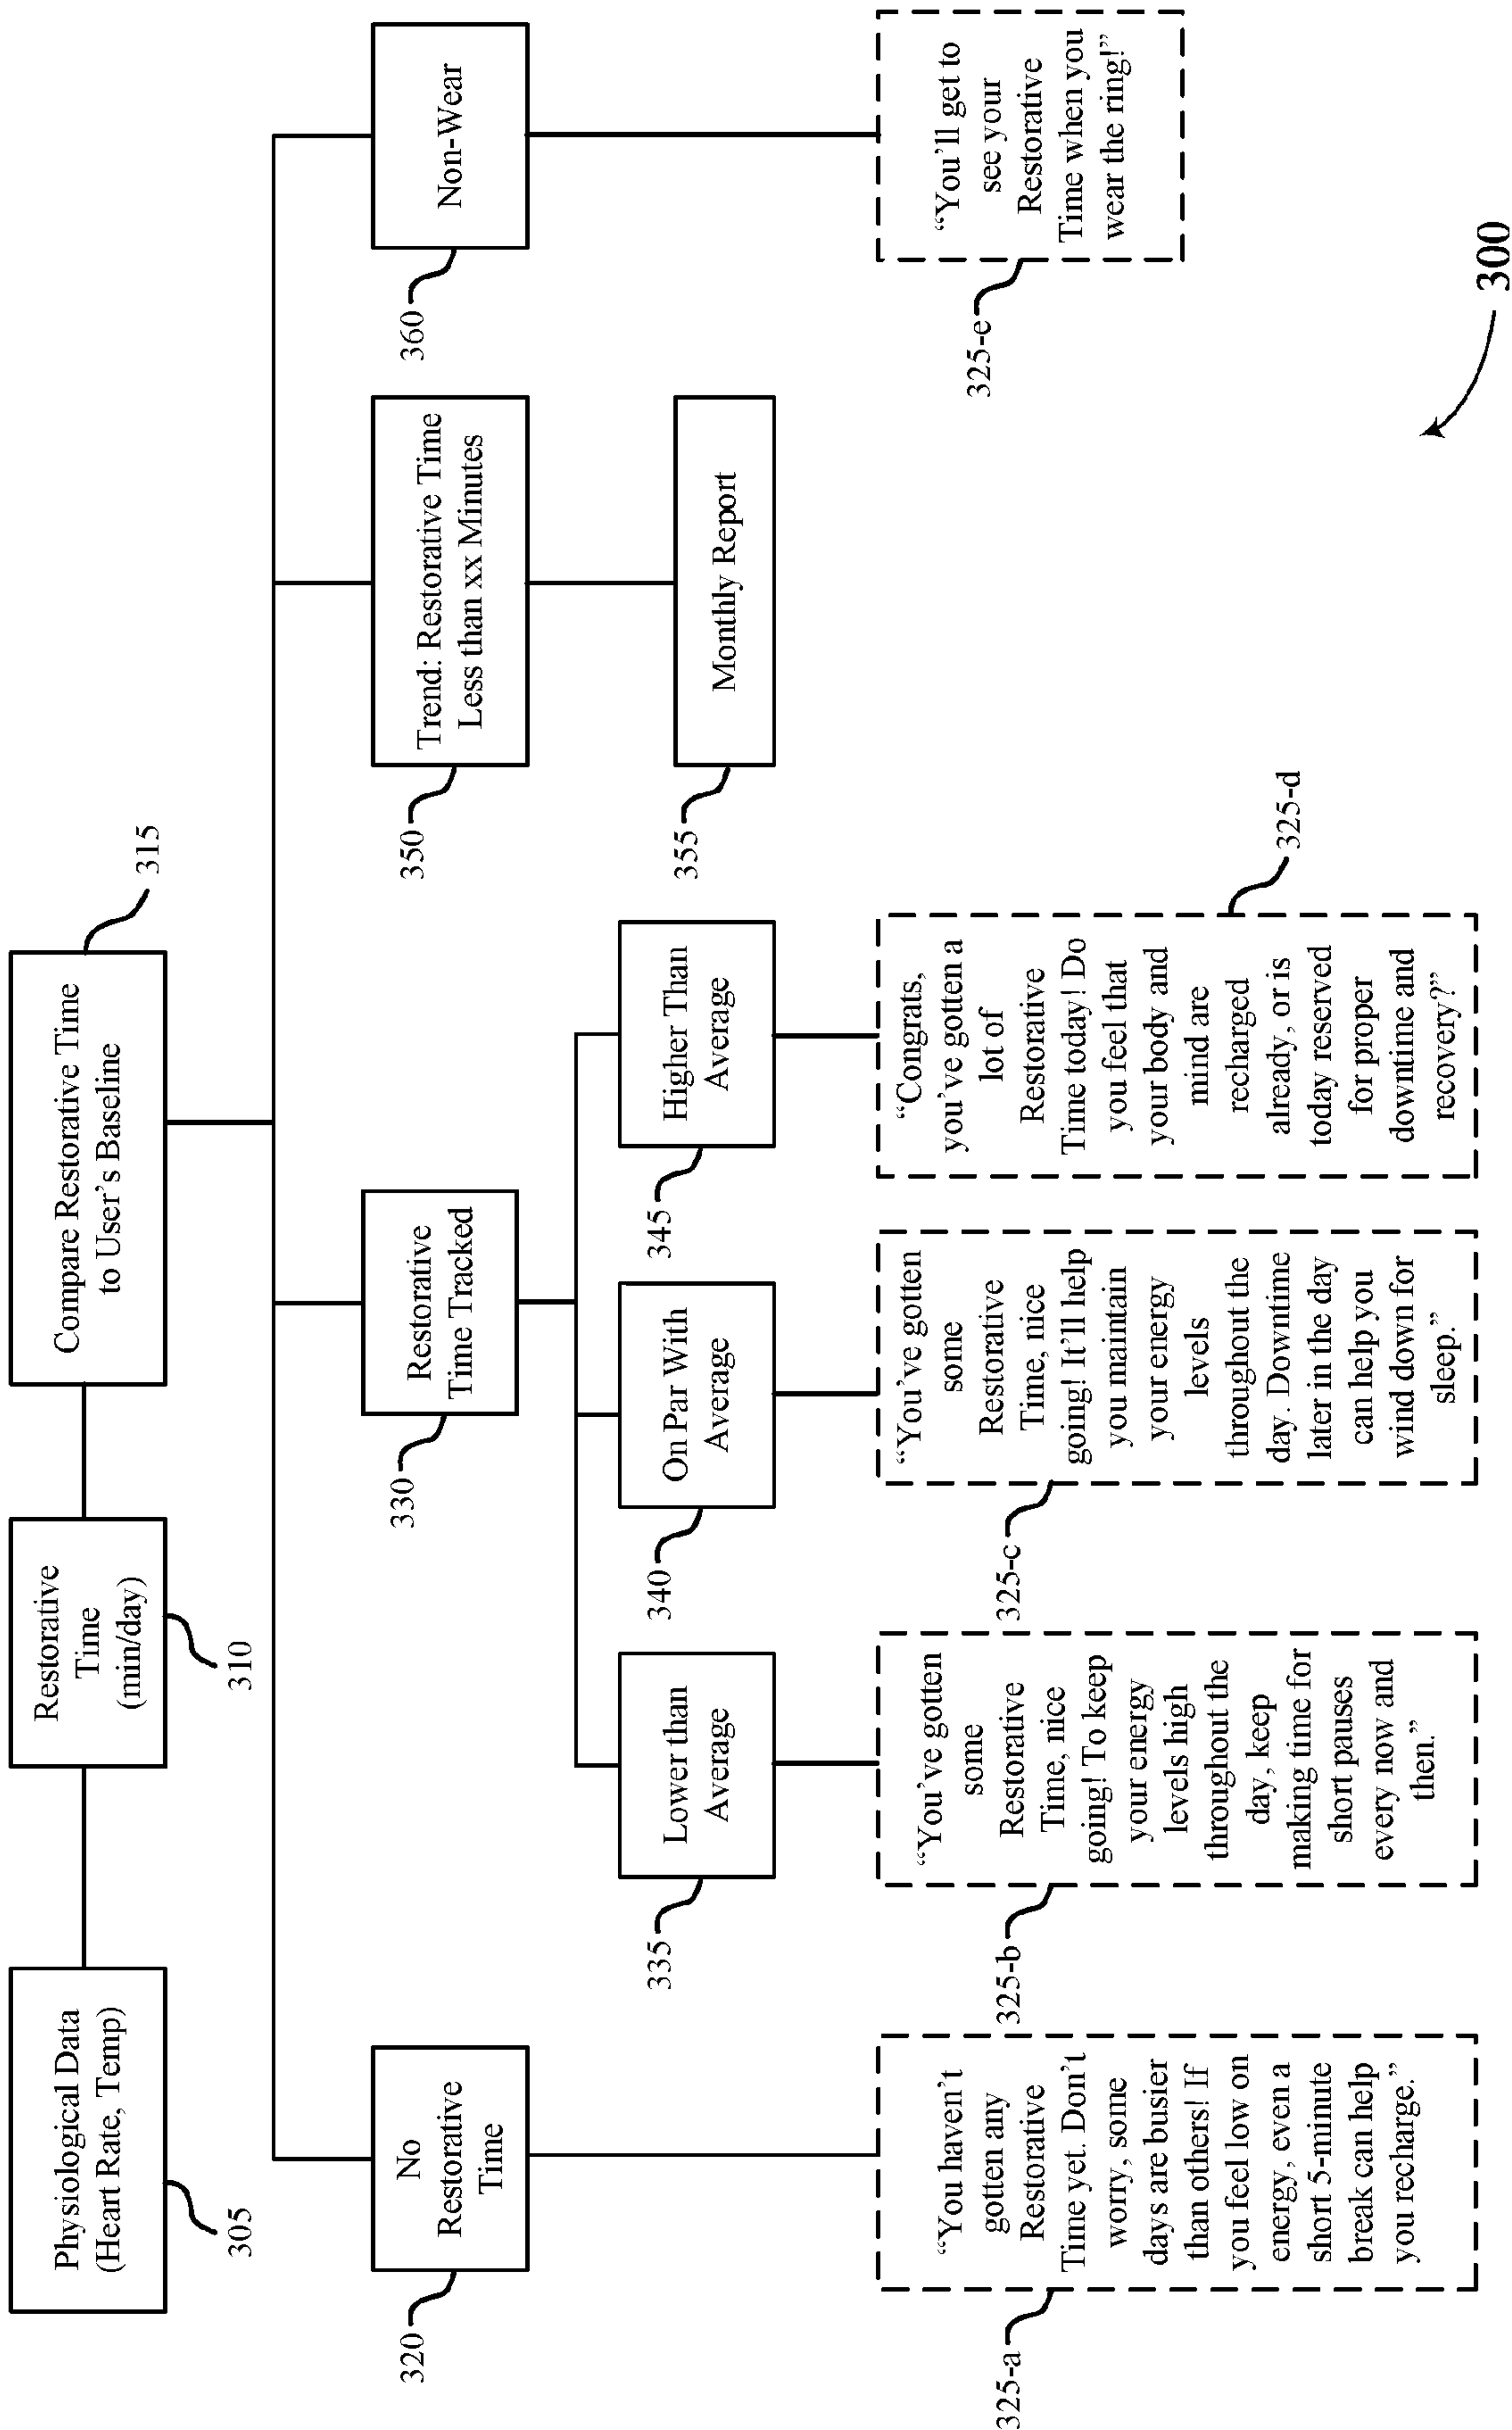 Physiological Data
(Heart Rate, Temp)
305
Restorative
Time
(min/day)
310
Compare Restorative Time
to User’s Baseline
315
No
Restorative
Time
320
Restorative
Time Tracked
330
Trend: Restorative Time
Less than xx Minutes
350
Non-Wear
360
Lower than
Average
335
On Par With
Average
340
Higher Than
Average
345
Monthly Report
355
“You haven’t
gotten any
Restorative
Time yet. Don’t
worry, some
days are busier
than others! If
you feel low on
energy, even a
short 5-minute
break can help
you recharge.”
325-a
“You’ve gotten
some
Restorative
Time, nice
going! To keep
your energy
levels high
throughout the
day, keep
making time for
short pauses
every now and
then.”
325-b
“You’ve gotten
some
Restorative
Time, nice
going! It’ll help
you maintain
your energy
levels
throughout the
day. Downtime
later in the day
can help you
wind down for
sleep.”
325-c
“Congrats,
you’ve gotten a
lot of
Restorative
Time today! Do
you feel that
your body and
mind are
recharged
already, or is
today reserved
for proper
downtime and
recovery?”
325-d
“You’ll get to
see your
Restorative
Time when you
wear the ring!”
325-e
300